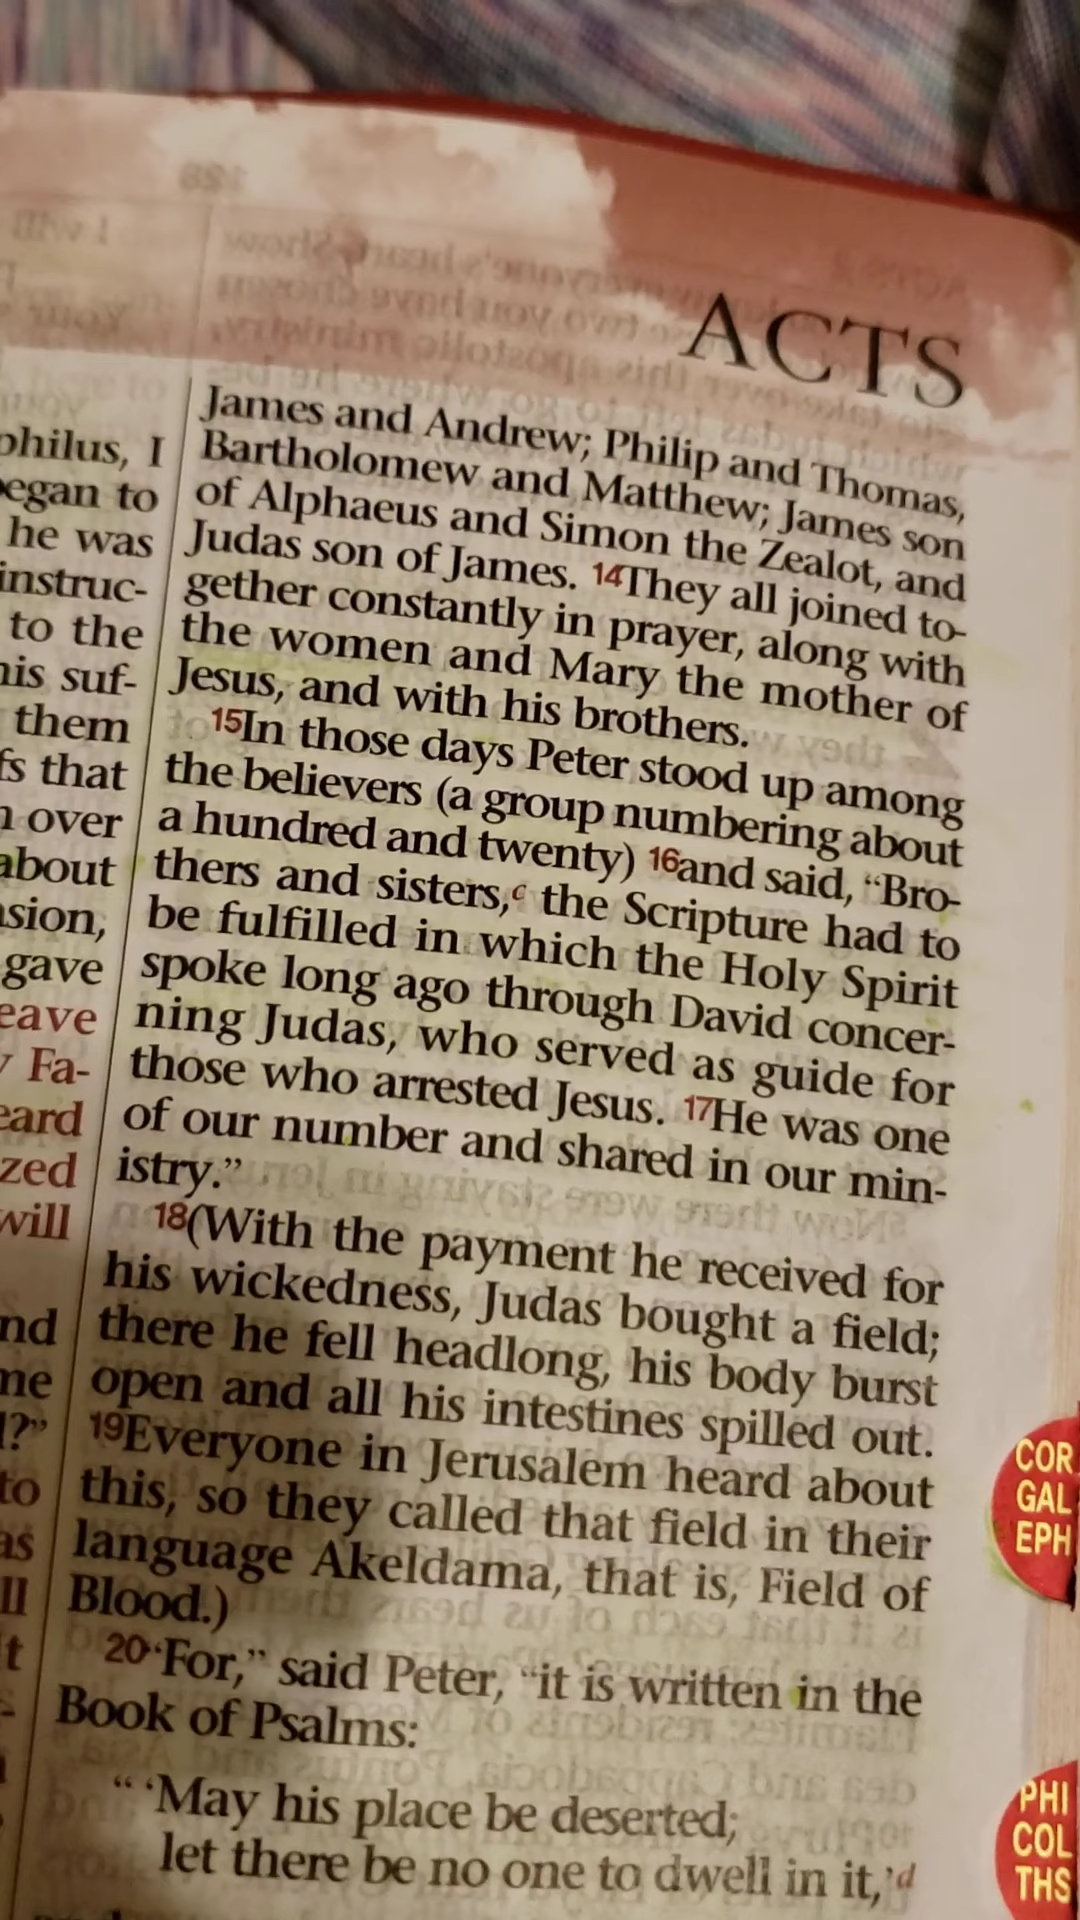 ACTS
philus, I
egan to
he was
instruc-
to the
his suf-
them
fs that
n over
about
sion,
gave
eave
Fa-
eard
zed
will
nd
me
l?”
to
as
ll
t
James and Andrew; Philip and Thomas,
Bartholomew and Matthew; James son
of Alphaeus and Simon the Zealot, and
Judas son of James. 14They all joined to-
gether constantly in prayer, along with
the women and Mary the mother of
Jesus, and with his brothers.
15In those days Peter stood up among
the believers (a group numbering about
a hundred and twenty) 16and said, “Bro-
thers and sisters,c the Scripture had to
be fulfilled in which the Holy Spirit
spoke long ago through David concer-
ning Judas, who served as guide for
those who arrested Jesus. 17He was one
of our number and shared in our min-
istry.”
18(With the payment he received for
his wickedness, Judas bought a field;
there he fell headlong, his body burst
open and all his intestines spilled out.
19Everyone in Jerusalem heard about
this, so they called that field in their
language Akeldama, that is, Field of
Blood.)
20“For,” said Peter, “it is written in the
Book of Psalms:
“ ‘May his place be deserted;
let there be no one to dwell in it,’d
COR
GAL
EPH
PHI
COL
THS